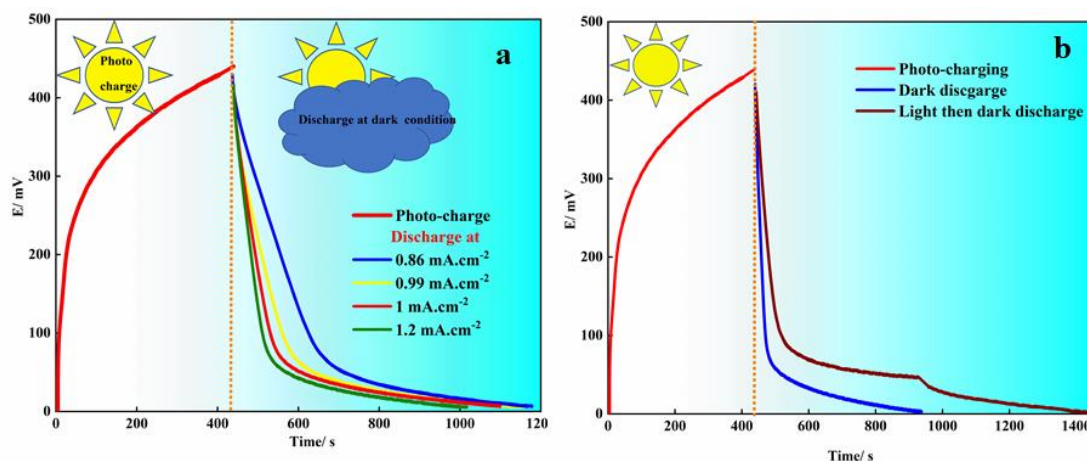 a
Photo
charge
Discharge at dark condition
Photo-charge
Discharge at
0.86 mA.cm-2
0.99 mA.cm-2
1 mA.cm-2
1.2 mA.cm-2
E/ mV
500
400
300
200
100
0
0 200 400 600 800 1000 120
Time/ s
b
Photo-charging
Dark discgarge
Light then dark discharge
E/ mV
500
400
300
200
100
0
0 200 400 600 800 1000 1200 1400
Time/ s